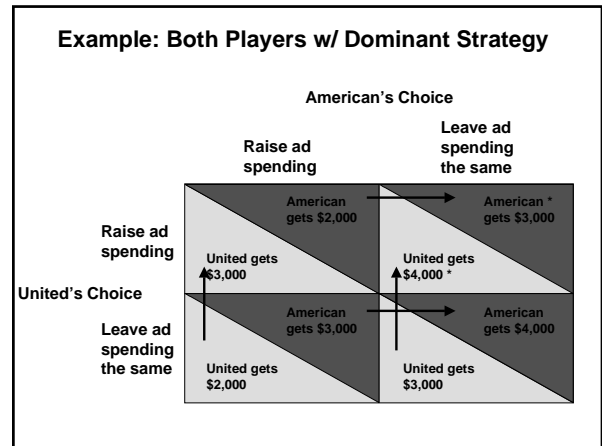 Example: Both Players w/ Dominant Strategy
American's Choice
Raise ad
spending
Leave ad
spending
the same
Raise ad
spending
American
gets $2,000
American *
gets $3,000
United gets
$3,000
United gets
$4,000 *
United's Choice
Leave ad
spending
the same
American
gets $3,000
American
gets $4,000
United gets
$2,000
United gets
$3,000